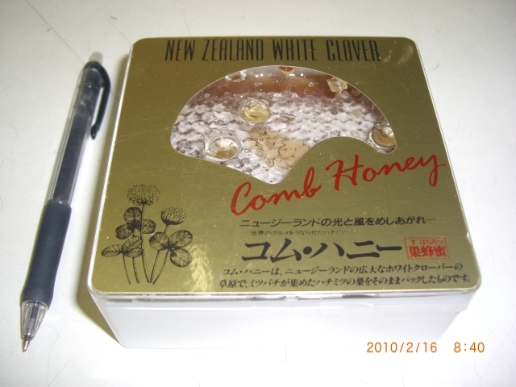 NEW ZEALAND WHITE CLOVER
Comb Honey
ニュージーランドの光と風をめしあがれ…
コム・ハニー
巣蜂蜜
コム・ハニーは、ニュージーランドの広大なホワイトクローバーの
草原で、ミツバチが集めたハチミツの巣をそのままパックしたものです。
2010/2/16 8:40